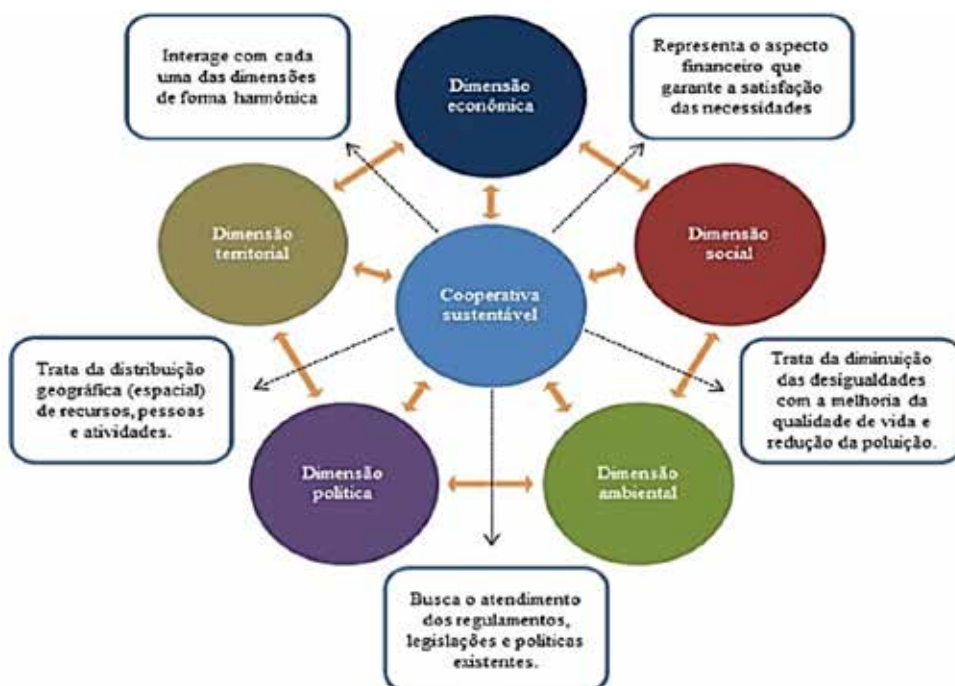 Interage com cada
uma das dimensões
de forma harmônica
Dimensão
econômica
Representa o aspecto
financeiro que
garante a satisfação
das necessidades
Dimensão
territorial
Dimensão
social
Cooperativa
sustentável
Trata da distribuição
geográfica (espacial)
de recursos, pessoas
e atividades.
Trata da diminuição
das desigualdades
com a melhoria da
qualidade de vida e
redução da poluição.
Dimensão
política
Dimensão
ambiental
Busca o atendimento
dos regulamentos,
legislações e políticas
existentes.